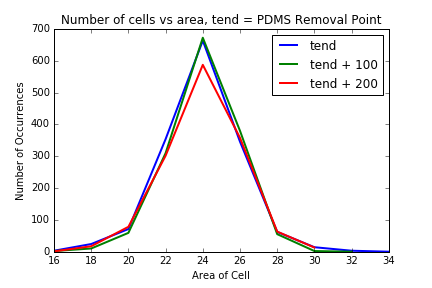 Number of cells vs area, tend = PDMS Removal Point
700
600
500
400
300
200
100
0
Number of Occurrences
tend
tend + 100
tend + 200
16 18 20 22 24 26 28 30 32 34
Area of Cell